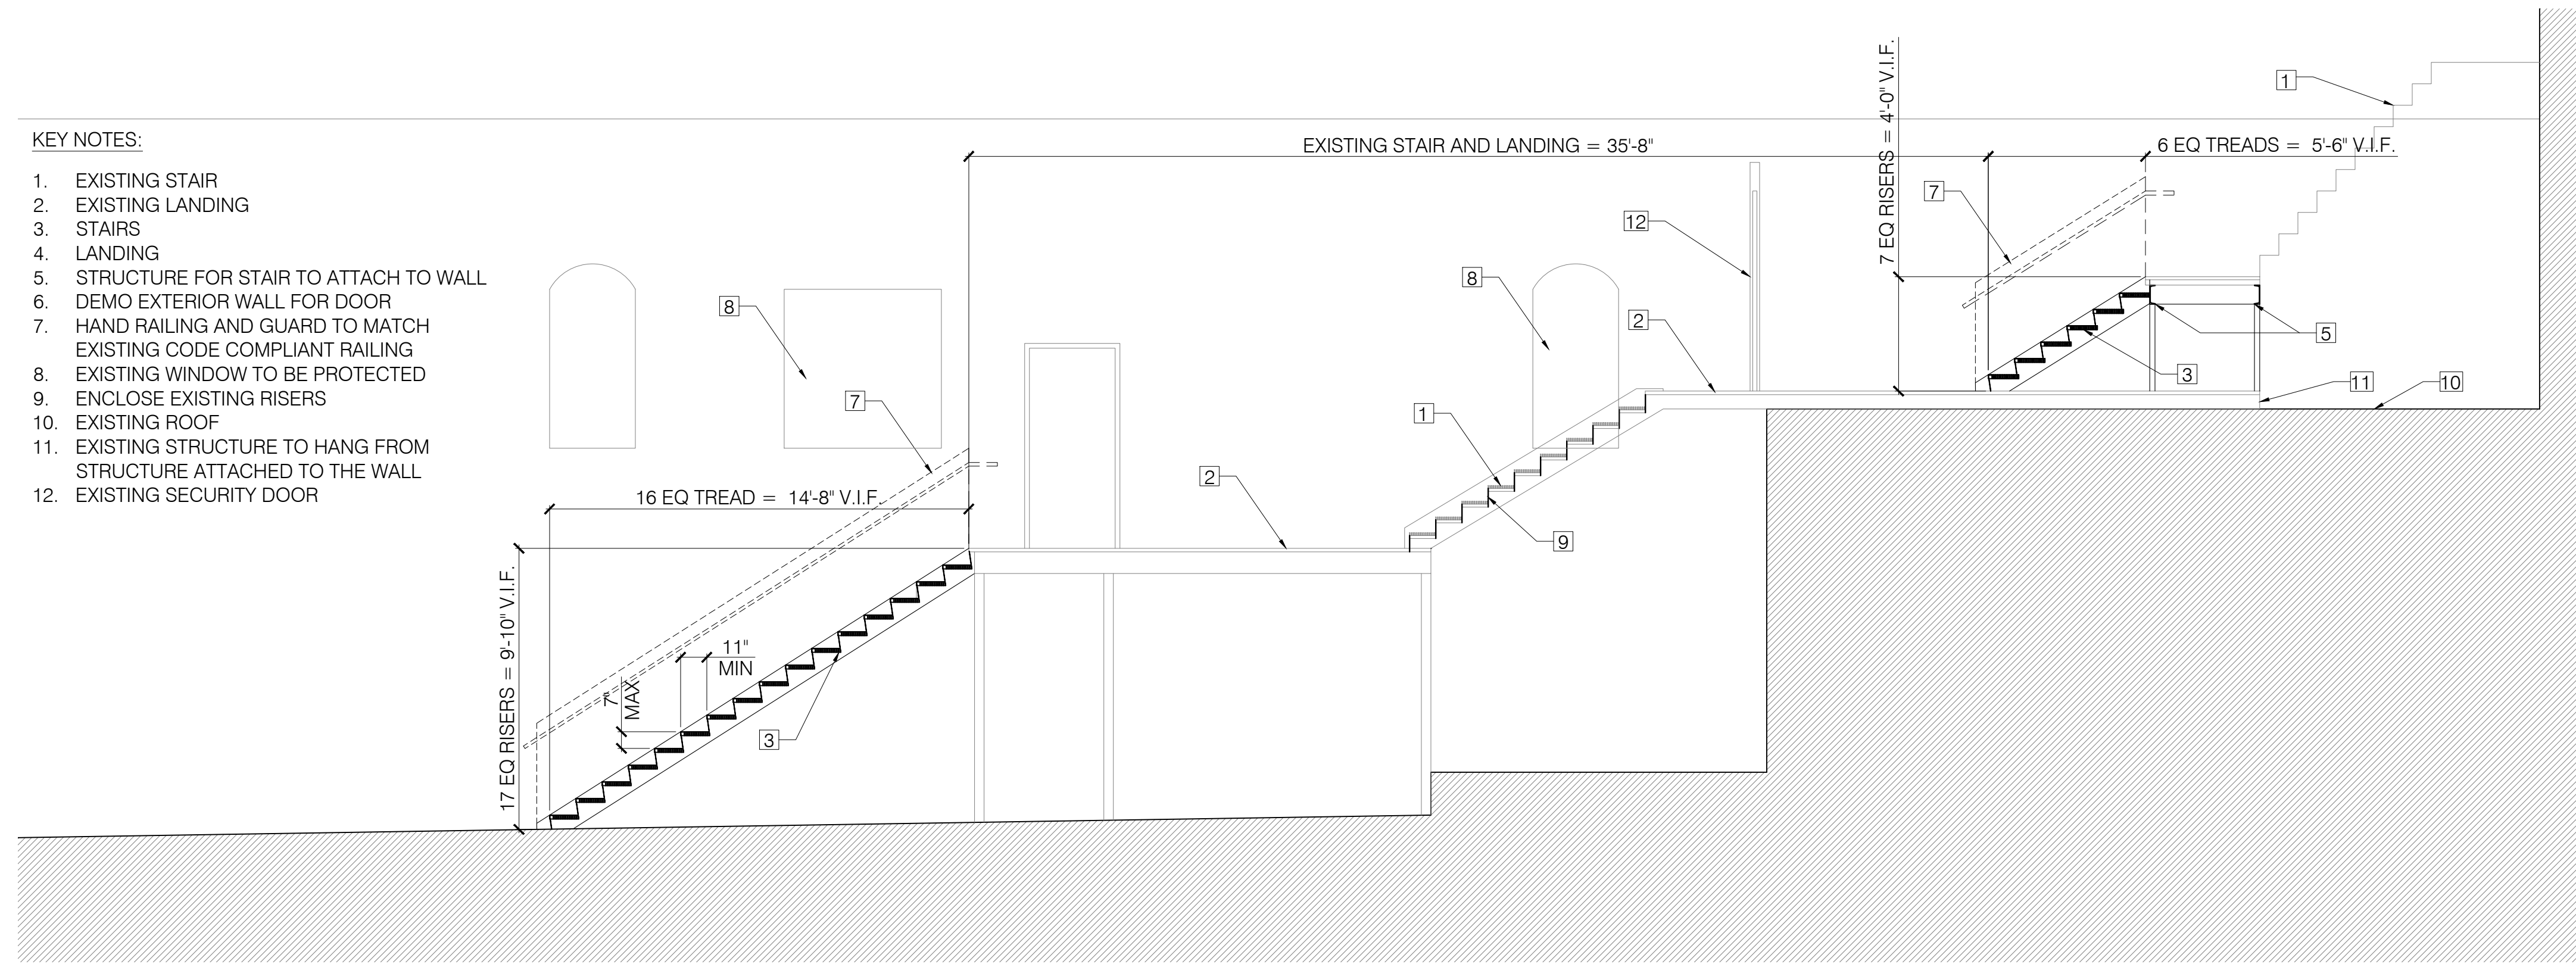 KEY NOTES:
1. EXISTING STAIR
2. EXISTING LANDING
3. STAIRS
4. LANDING
5. STRUCTURE FOR STAIR TO ATTACH TO WALL
6. DEMO EXTERIOR WALL FOR DOOR
7. HAND RAILING AND GUARD TO MATCH
EXISTING CODE COMPLIANT RAILING
8. EXISTING WINDOW TO BE PROTECTED
9. ENCLOSE EXISTING RISERS
10. EXISTING ROOF
11. EXISTING STRUCTURE TO HANG FROM
STRUCTURE ATTACHED TO THE WALL
12. EXISTING SECURITY DOOR
17 EQ RISERS = 9'-10" V.I.F.
16 EQ TREAD = 14'-8" V.I.F.
7"
MAX
11"
MIN
3
7
8
EXISTING STAIR AND LANDING = 35'-8"
2
1
9
8
12
2
7 EQ RISERS = 4'-0" V.I.F.
6 EQ TREADS = 5'-6" V.I.F.
7
1
5
3
11
10